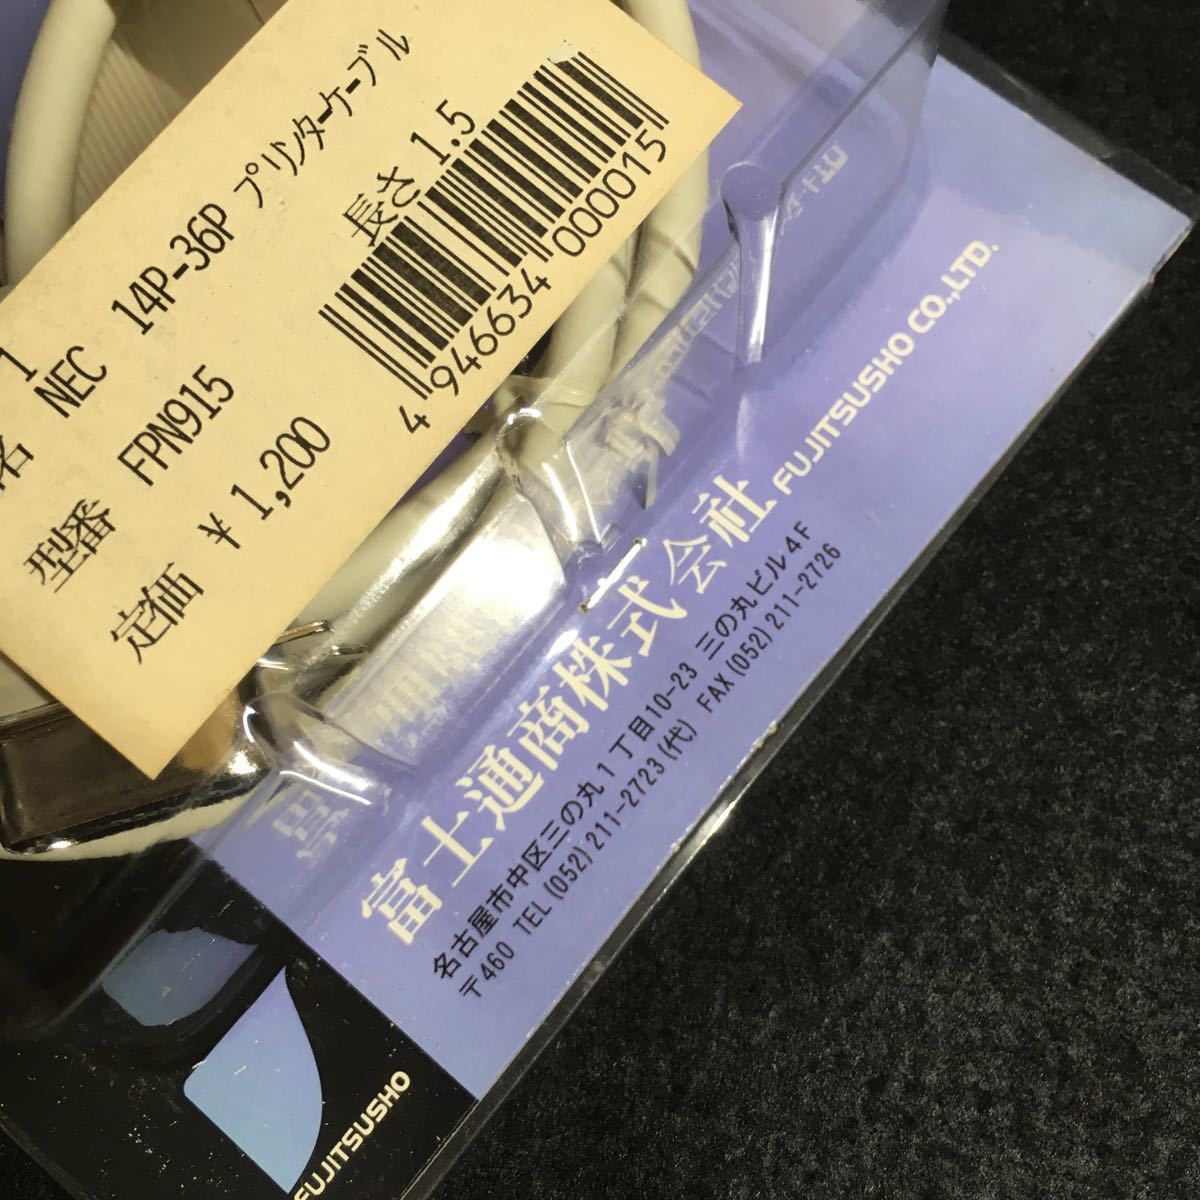 1
名 NEC 14P-36P プリンターケーブル
長さ 1.5
型番 FPN915
定価 ¥1,200
4 946634 000015
富士通商株式会社 FUJITSUSHO CO.,LTD.
名古屋市中区三の丸1丁目10-23 三の丸ビル4F
〒460 TEL (052) 211-2723 (代) FAX (052) 211-2726
FUJITSUSHO